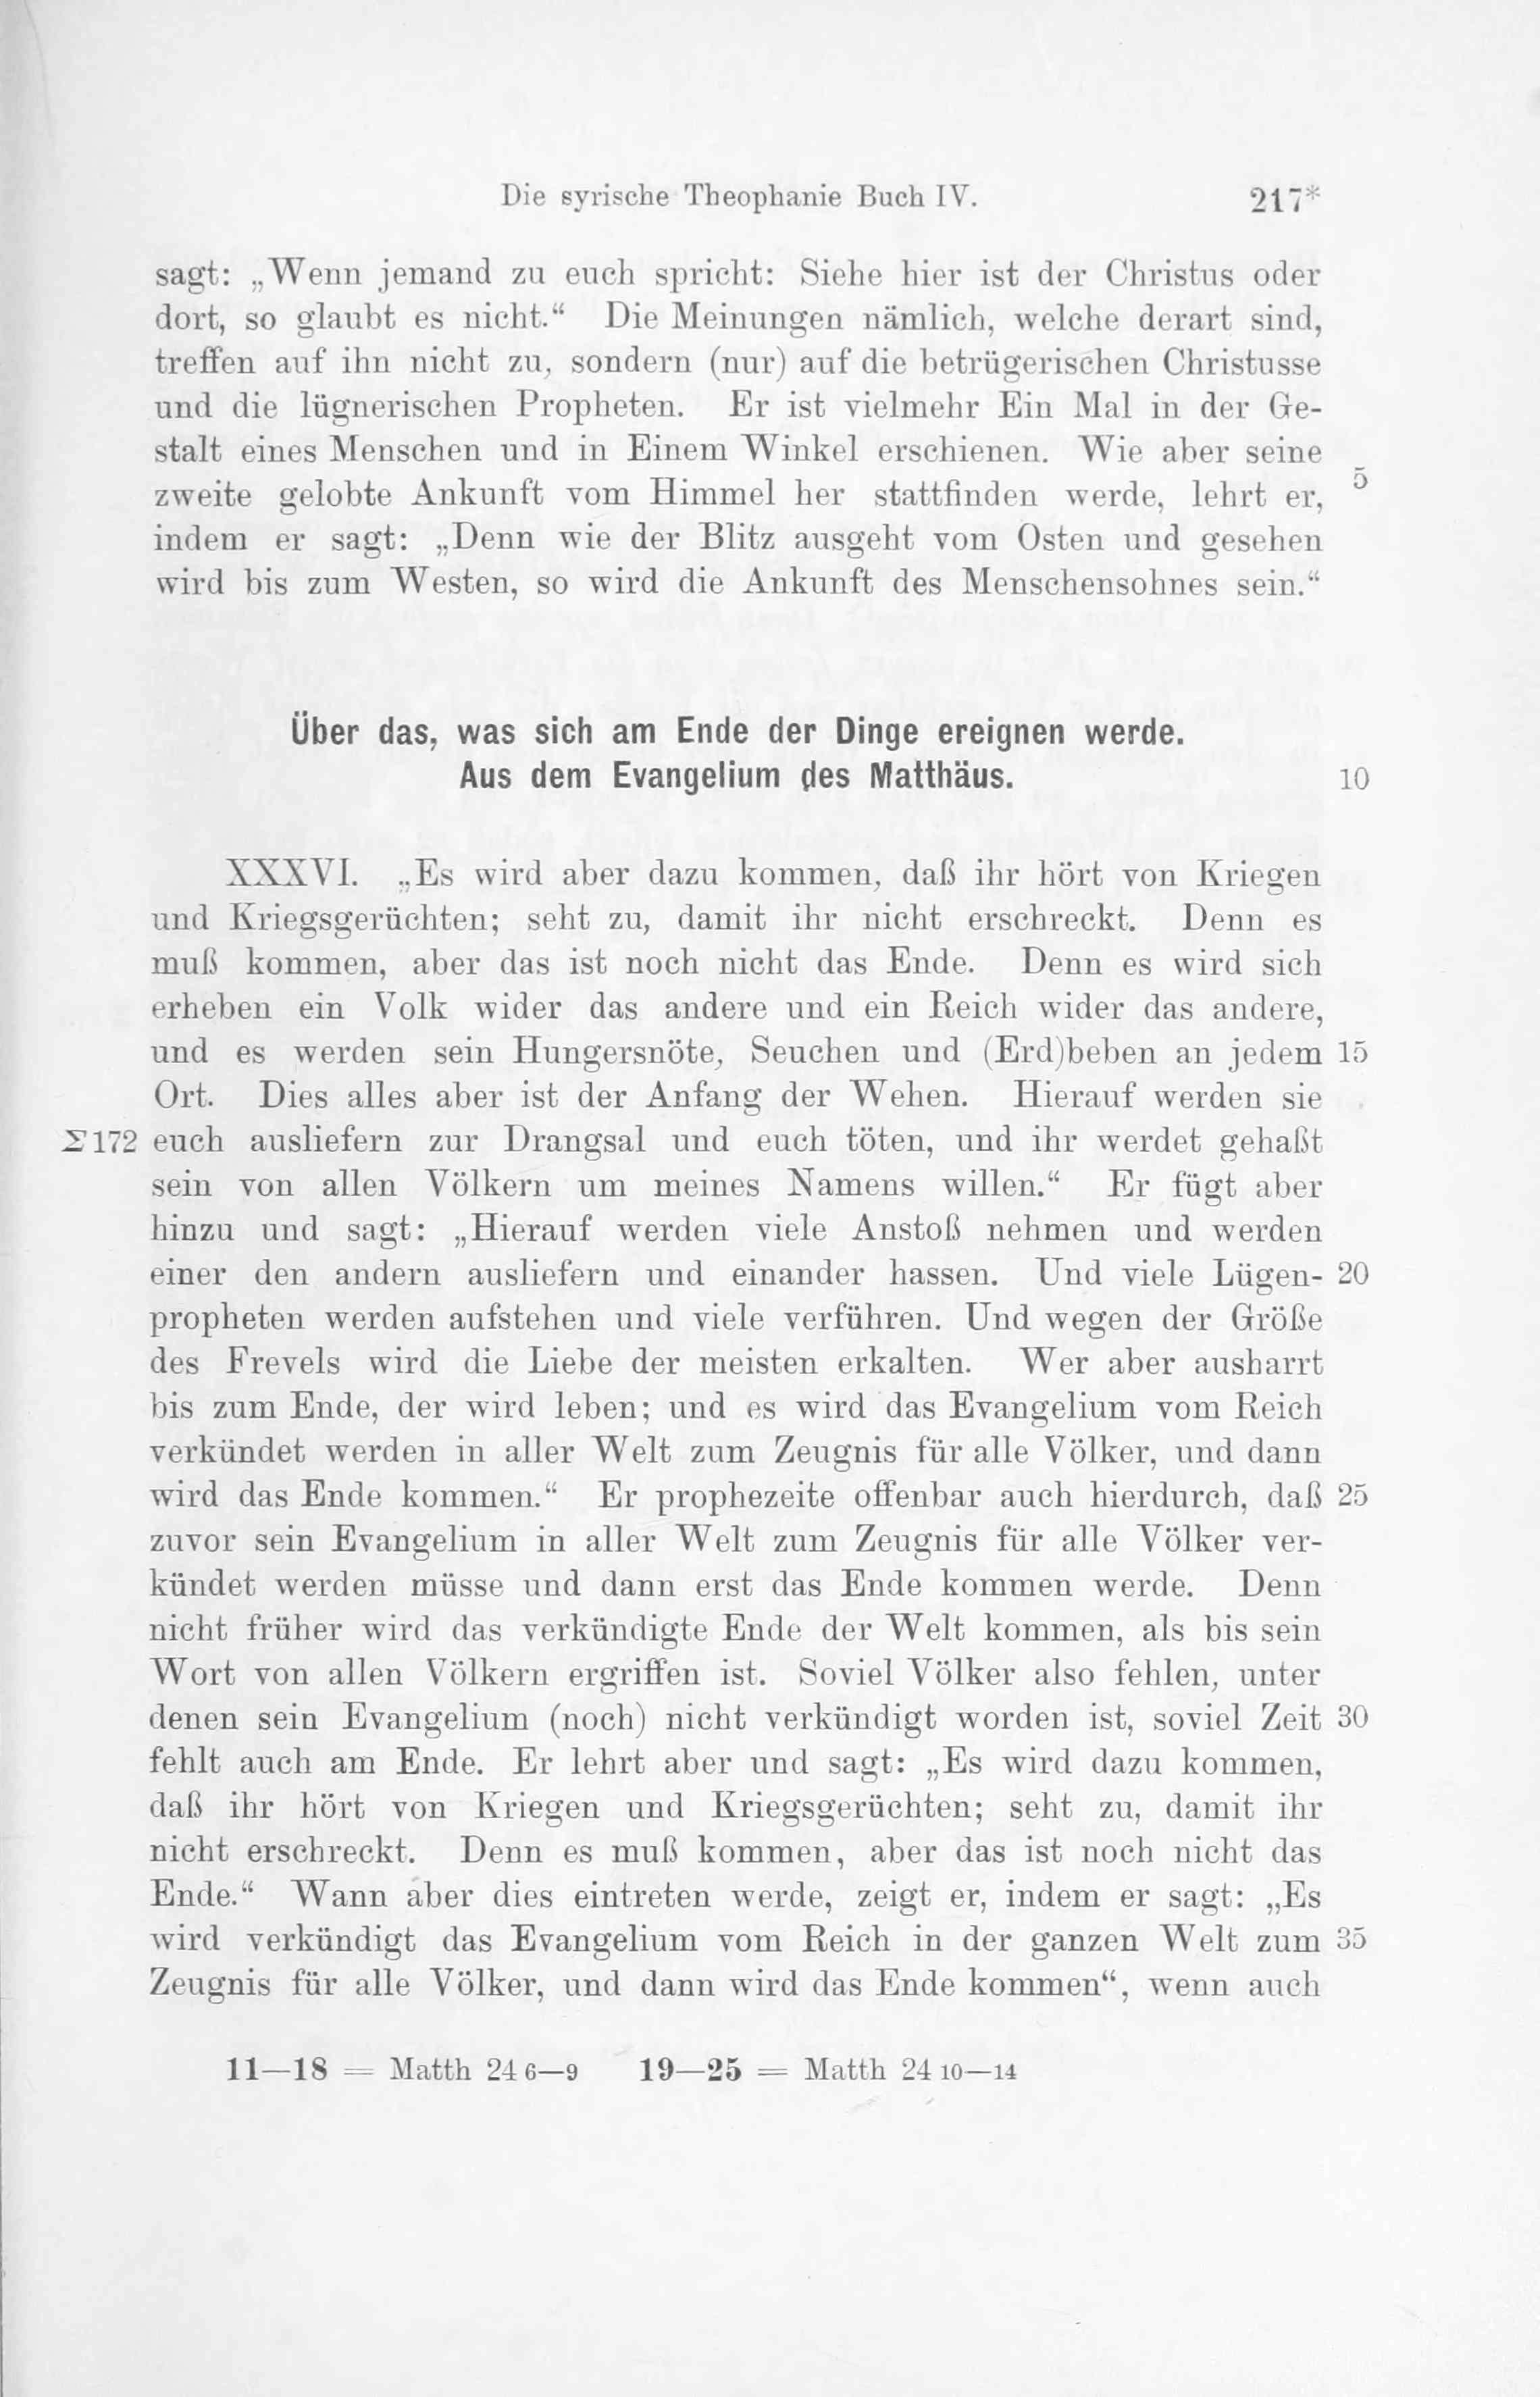 Die syrische Theophanie Buch IV. 217*
sagt: „Wenn jemand zu euch spricht: Siehe hier ist der Christus oder
dort, so glaubt es nicht.“ Die Meinungen nämlich, welche derart sind,
treffen auf ihn nicht zu, sondern (nur) auf die betrügerischen Christusse
und die lügnerischen Propheten. Er ist vielmehr Ein Mal in der Ge-
stalt eines Menschen und in Einem Winkel erschienen. Wie aber seine
5
zweite gelobte Ankunft vom Himmel her stattfinden werde, lehrt er,
indem er sagt: „Denn wie der Blitz ausgeht vom Osten und gesehen
wird bis zum Westen, so wird die Ankunft des Menschensohnes sein.“
Über das, was sich am Ende der Dinge ereignen werde.
Aus dem Evangelium des Matthäus. 10
XXXVI. „Es wird aber dazu kommen, daß ihr hört von Kriegen
und Kriegsgerüchten; seht zu, damit ihr nicht erschreckt. Denn es
muß kommen, aber das ist noch nicht das Ende. Denn es wird sich
erheben ein Volk wider das andere und ein Reich wider das andere,
und es werden sein Hungersnöte, Seuchen und (Erd)beben an jedem 15
Ort. Dies alles aber ist der Anfang der Wehen. Hierauf werden sie
Σ172 euch ausliefern zur Drangsal und euch töten, und ihr werdet gehaßt
sein von allen Völkern um meines Namens willen.“ Er fügt aber
hinzu und sagt: „Hierauf werden viele Anstoß nehmen und werden
einer den andern ausliefern und einander hassen. Und viele Lügen- 20
propheten werden aufstehen und viele verführen. Und wegen der Größe
des Frevels wird die Liebe der meisten erkalten. Wer aber ausharrt
bis zum Ende, der wird leben; und es wird das Evangelium vom Reich
verkündet werden in aller Welt zum Zeugnis für alle Völker, und dann
wird das Ende kommen.“ Er prophezeite offenbar auch hierdurch, daß 25
zuvor sein Evangelium in aller Welt zum Zeugnis für alle Völker ver-
kündet werden müsse und dann erst das Ende kommen werde. Denn
nicht früher wird das verkündigte Ende der Welt kommen, als bis sein
Wort von allen Völkern ergriffen ist. Soviel Völker also fehlen, unter
denen sein Evangelium (noch) nicht verkündigt worden ist, soviel Zeit 30
fehlt auch am Ende. Er lehrt aber und sagt: „Es wird dazu kommen,
daß ihr hört von Kriegen und Kriegsgerüchten; seht zu, damit ihr
nicht erschreckt. Denn es muß kommen, aber das ist noch nicht das
Ende.“ Wann aber dies eintreten werde, zeigt er, indem er sagt: „Es
wird verkündigt das Evangelium vom Reich in der ganzen Welt zum 35
Zeugnis für alle Völker, und dann wird das Ende kommen“, wenn auch
11—18 = Matth 24 6—9 19—25 = Matth 24 10—14